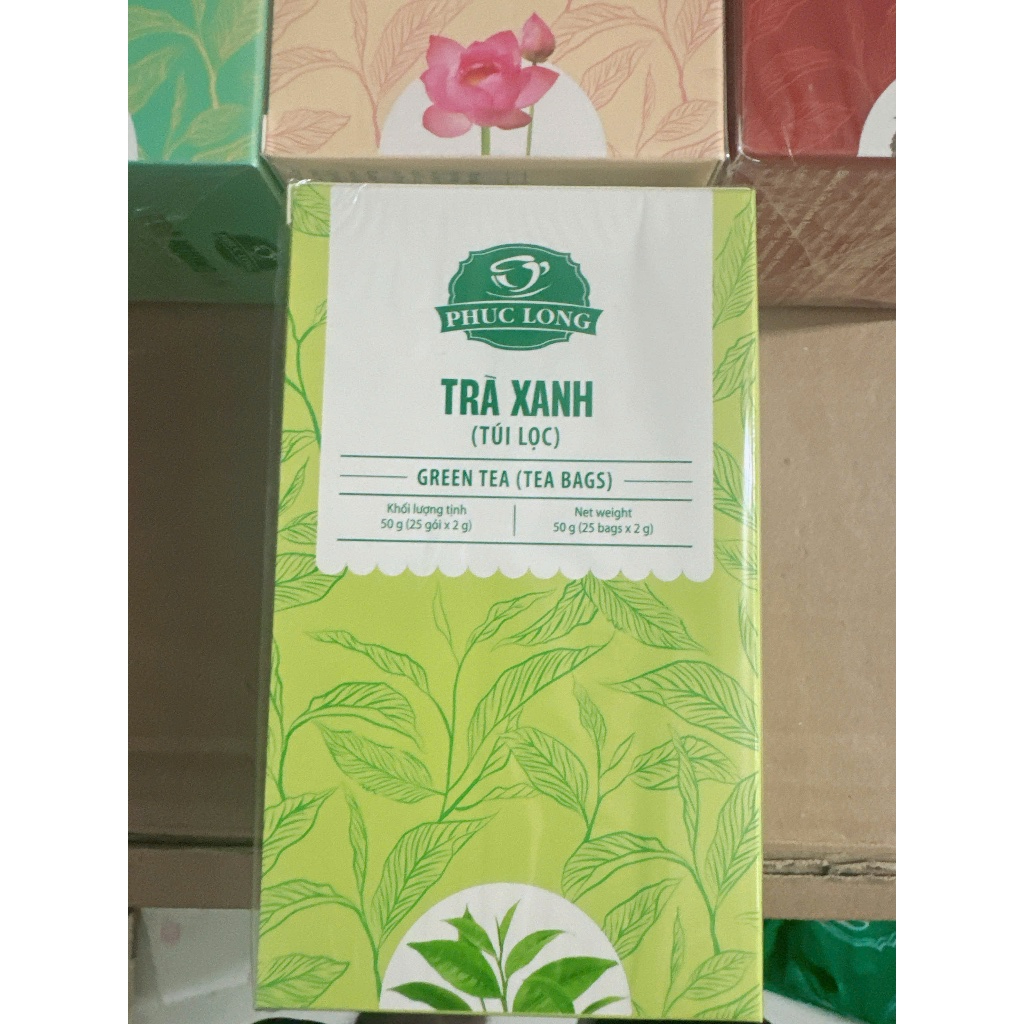 PHUC LONG
TRÀ XANH
(TÚI LỌC)
GREEN TEA (TEA BAGS)
Khối lượng tịnh
50 g (25 gói x 2 g)
Net weight
50 g (25 bags x 2 g)